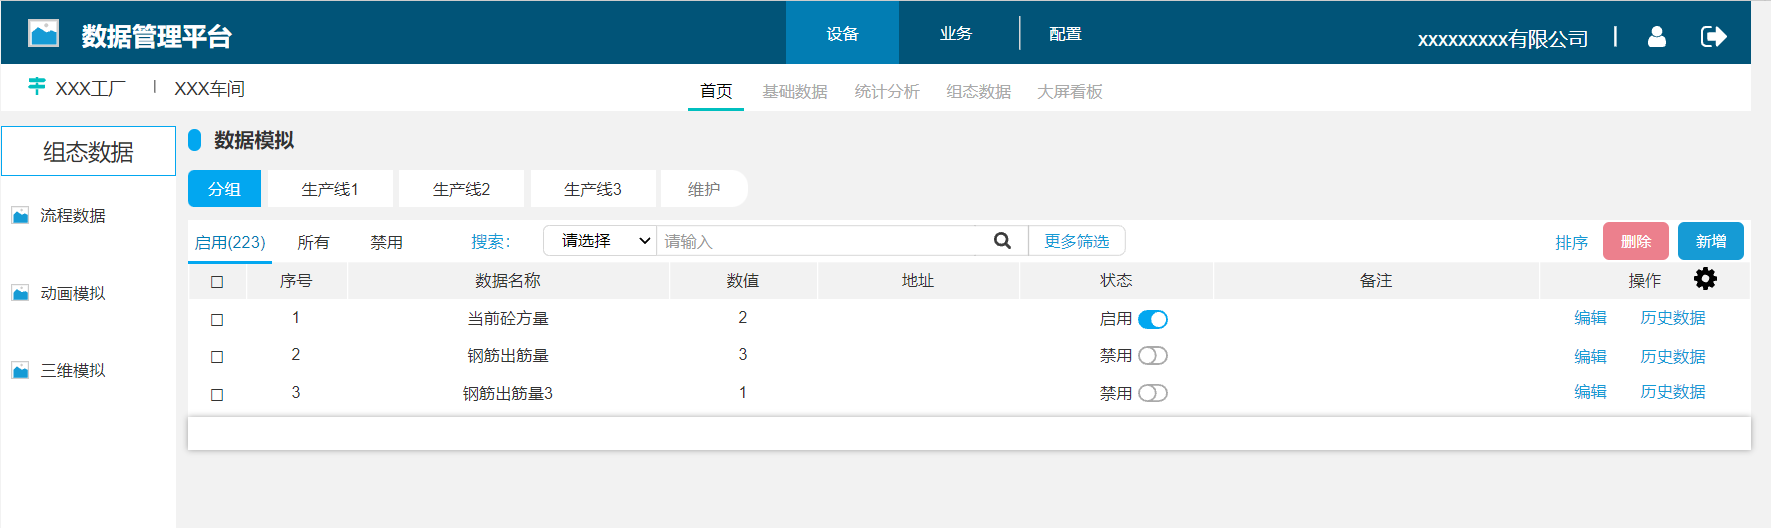 数据管理平台 设备 业务 配置 xxxxxxxxx有限公司
XXX工厂 | XXX车间 首页 基础数据 统计分析 组态数据 大屏看板
组态数据
流程数据
动画模拟
三维模拟
数据模拟
分组 生产线1 生产线2 生产线3 维护
启用(223) 所有 禁用 搜索: 请选择 请输入 更多筛选 排序 删除 新增
序号 数据名称 数值 地址 状态 备注 操作
1 当前砼方量 2 启用 编辑 历史数据
2 钢筋出筋量 3 禁用 编辑 历史数据
3 钢筋出筋量3 1 禁用 编辑 历史数据